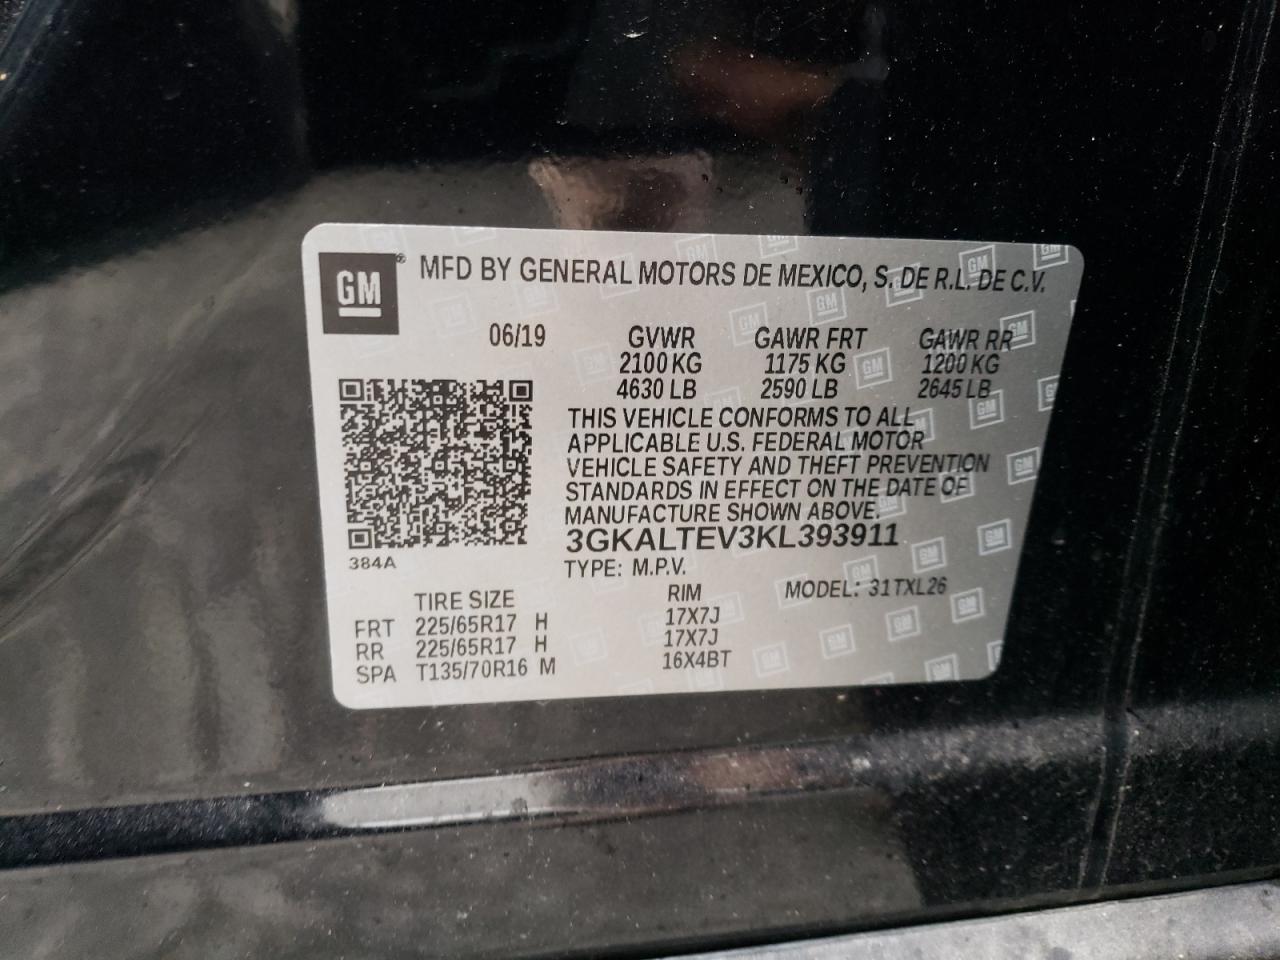 GM® MFD BY GENERAL MOTORS DE MEXICO, S. DE R.L. DE C.V.
06/19 GVWR GAWR FRT GAWR RR
2100 KG 1175 KG 1200 KG
4630 LB 2590 LB 2645 LB
THIS VEHICLE CONFORMS TO ALL
APPLICABLE U.S. FEDERAL MOTOR
VEHICLE SAFETY AND THEFT PREVENTION
STANDARDS IN EFFECT ON THE DATE OF
MANUFACTURE SHOWN ABOVE.
3GKALTEV3KL393911
384A
TYPE: M.P.V.
MODEL: 31TXL26
TIRE SIZE RIM
FRT 225/65R17 H 17X7J
RR 225/65R17 H 17X7J
SPA T135/70R16 M 16X4BT